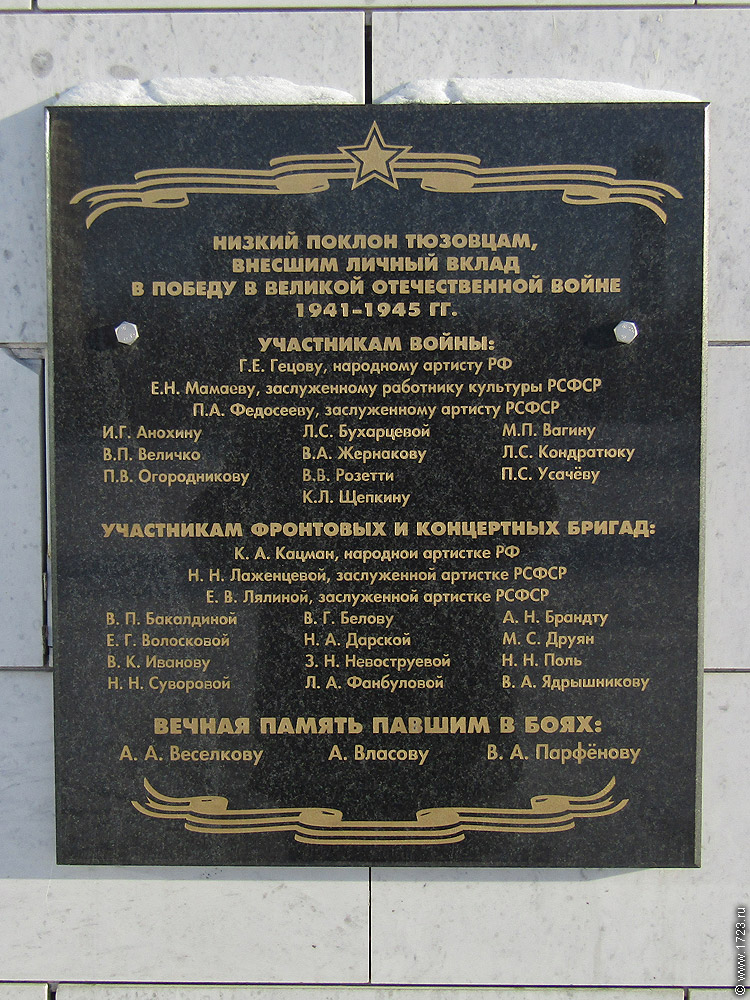 НИЗКИЙ ПОКЛОН ТЮЗОВЦАМ,
ВНЕСШИМ ЛИЧНЫЙ ВКЛАД
В ПОБЕДУ В ВЕЛИКОЙ ОТЕЧЕСТВЕННОЙ ВОЙНЕ
1941-1945 ГГ.
УЧАСТНИКАМ ВОЙНЫ:
Г.Е. Гецову, народному артисту РФ
Е.Н. Мамаеву, заслуженному работнику культуры РСФСР
П.А. Федосееву, заслуженному артисту РСФСР
И.Г. Анохину Л.С. Бухарцевой М.П. Вагину
В.П. Величко В.А. Жернакову Л.С. Кондратюку
П.В. Огородникову В.В. Розетти П.С. Усачёву
К.Л. Щепкину
УЧАСТНИКАМ ФРОНТОВЫХ И КОНЦЕРТНЫХ БРИГАД:
К. А. Кацман, народнои артистке РФ
Н. Н. Лаженцевой, заслуженной артистке РСФСР
Е. В. Лялиной, заслуженной артистке РСФСР
В. П. Бакалдиной В. Г. Белову А. Н. Брандту
Е. Г. Волосковой Н. А. Дарской М. С. Друян
В. К. Иванову З. Н. Невоструевой Н. Н. Поль
Н. Н. Суворовой Л. А. Фанбуловой В. А. Ядрышникову
ВЕЧНАЯ ПАМЯТЬ ПАВШИМ В БОЯХ:
А. А. Веселкову А. Власову В. А. Парфёнову
© www.1723.ru